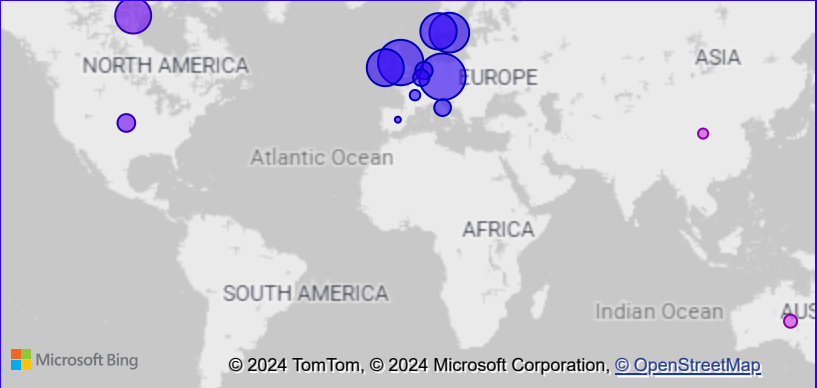 ASIA
NORTH AMERICA
EUROPE
Atlantic Ocean
AFRICA
SOUTH AMERICA
Indian Ocean
AUS
Microsoft Bing
© 2024 TomTom, © 2024 Microsoft Corporation, © OpenStreetMap